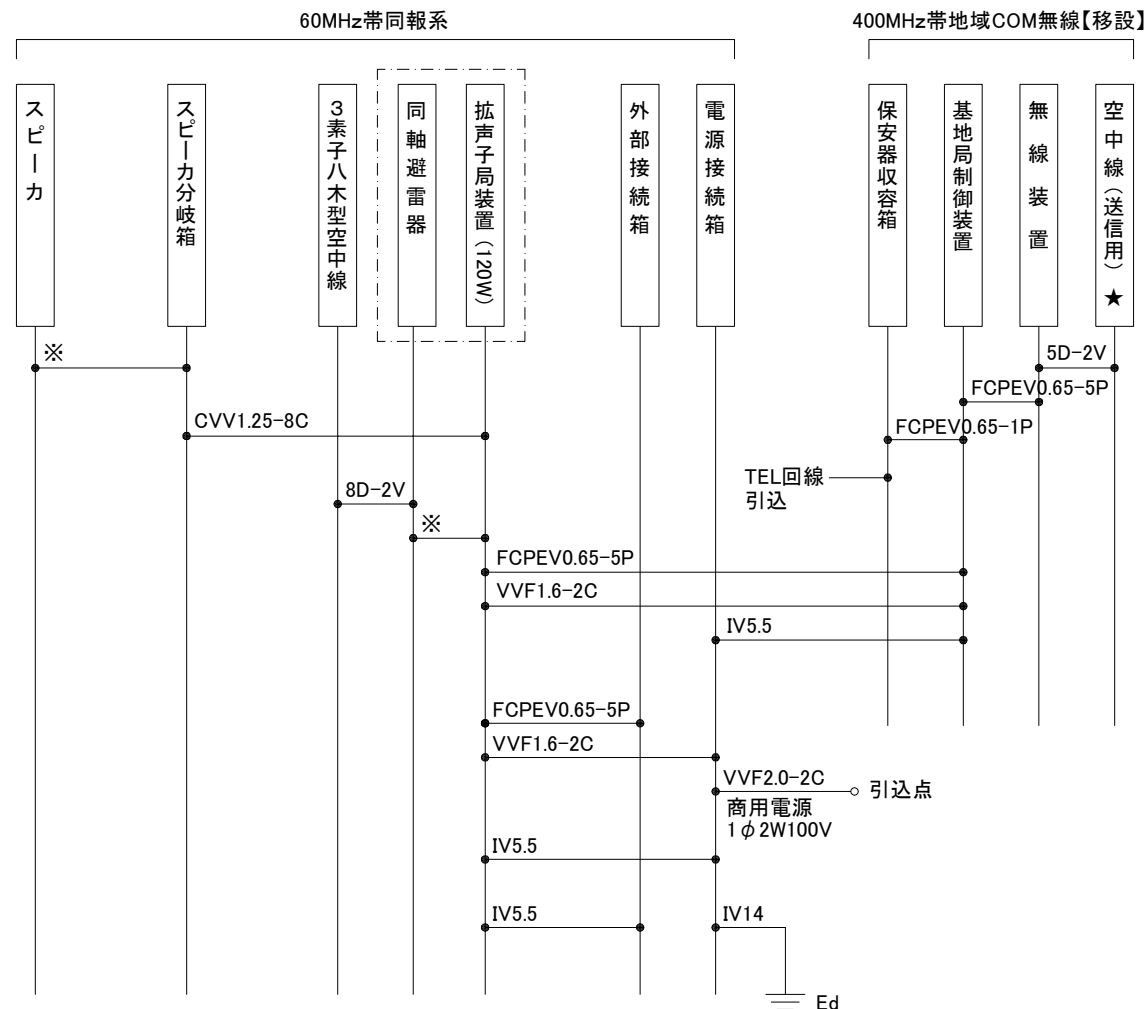 60MHz帯同報系
400MHz帯地域COM無線【移設】
スピーカ
スピーカ分岐箱
3素子八木型空中線
同軸避雷器
拡声子局装置(120W)
外部接続箱
電源接続箱
保安器収容箱
基地局制御装置
無線装置
空中線(送信用)★
※
5D-2V
FCPEV0.65-5P
CVV1.25-8C
FCPEV0.65-1P
TEL回線
引込
8D-2V
※
FCPEV0.65-5P
VVF1.6-2C
IV5.5
FCPEV0.65-5P
VVF1.6-2C
VVF2.0-2C
引込点
商用電源
1φ2W100V
IV5.5
IV5.5
IV14
Ed